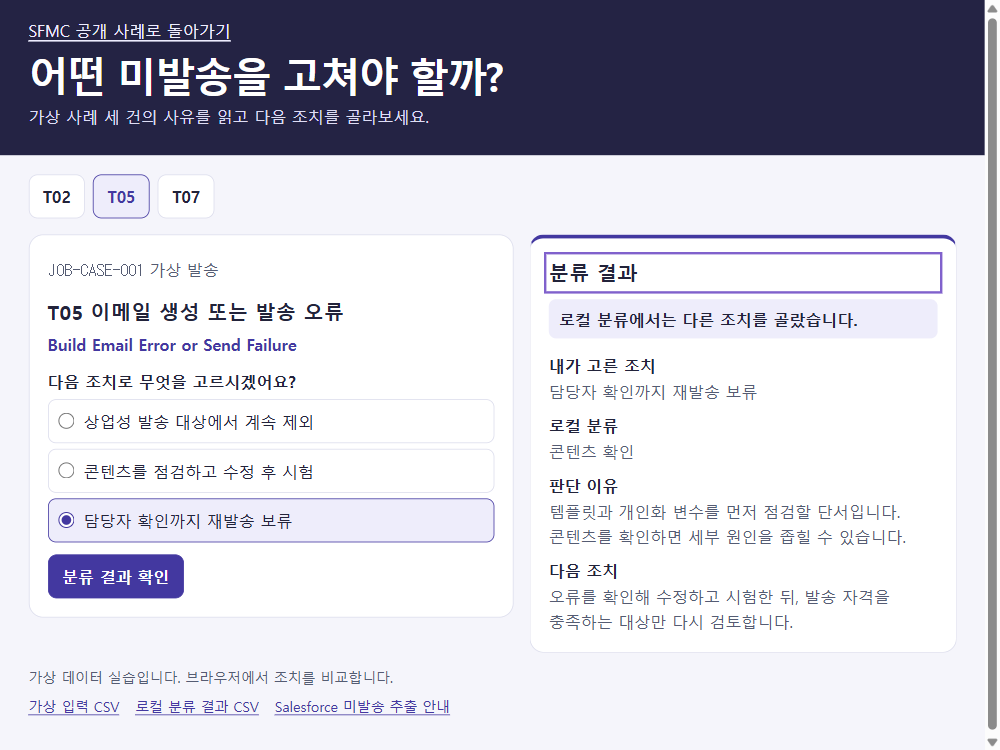 SFMC 공개 사례로 돌아가기
어떤 미발송을 고쳐야 할까?
가상 사례 세 건의 사유를 읽고 다음 조치를 골라보세요.
T02
T05
T07
JOB-CASE-001 가상 발송
T05 이메일 생성 또는 발송 오류
Build Email Error or Send Failure
다음 조치로 무엇을 고르시겠어요?
상업성 발송 대상에서 계속 제외
콘텐츠를 점검하고 수정 후 시험
담당자 확인까지 재발송 보류
분류 결과 확인
분류 결과
로컬 분류에서는 다른 조치를 골랐습니다.
내가 고른 조치
담당자 확인까지 재발송 보류
로컬 분류
콘텐츠 확인
판단 이유
템플릿과 개인화 변수를 먼저 점검할 단서입니다.
콘텐츠를 확인하면 세부 원인을 좁힐 수 있습니다.
다음 조치
오류를 확인해 수정하고 시험한 뒤, 발송 자격을
충족하는 대상만 다시 검토합니다.
가상 데이터 실습입니다. 브라우저에서 조치를 비교합니다.
가상 입력 CSV
로컬 분류 결과 CSV
Salesforce 미발송 추출 안내